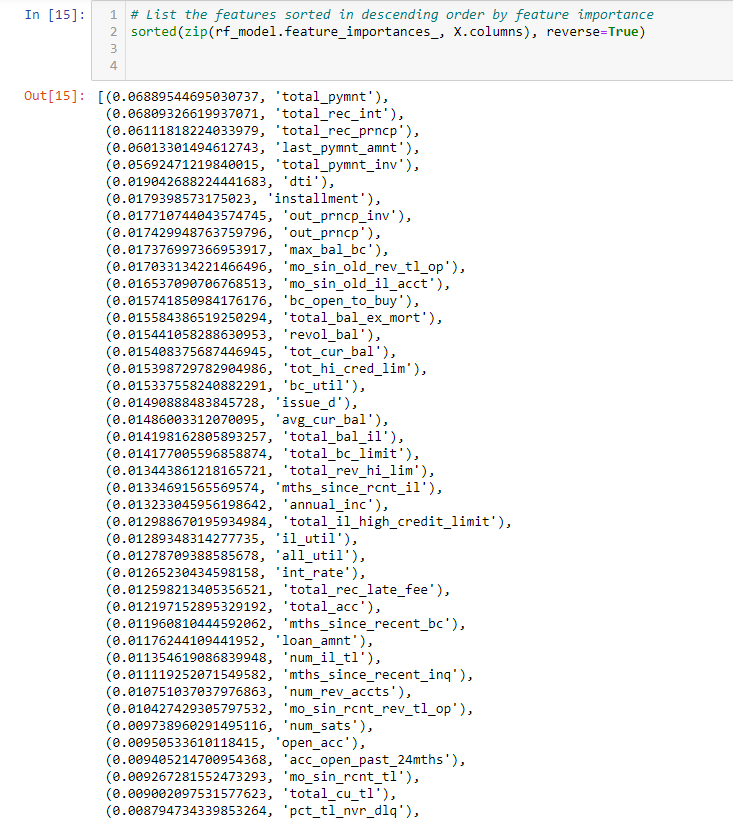 In [15]:
1 # List the features sorted in descending order by feature importance
2 sorted(zip(rf_model.feature_importances_, X.columns), reverse=True)
3
4
Out[15]:
[(0.06889544695030737, 'total_pymnt'),
(0.06809326619937071, 'total_rec_int'),
(0.06111818224033979, 'total_rec_prncp'),
(0.06013301494612743, 'last_pymnt_amnt'),
(0.05692471219840015, 'total_pymnt_inv'),
(0.019042688224441683, 'dti'),
(0.0179398573175023, 'installment'),
(0.017710744043574745, 'out_prncp_inv'),
(0.017429948763759796, 'out_prncp'),
(0.017376997366953917, 'max_bal_bc'),
(0.017033134221466496, 'mo_sin_old_rev_tl_op'),
(0.016537090706768513, 'mo_sin_old_il_acct'),
(0.015741850984176176, 'bc_open_to_buy'),
(0.015584386519250294, 'total_bal_ex_mort'),
(0.015441058288630953, 'revol_bal'),
(0.015408375687446945, 'tot_cur_bal'),
(0.015398729782904986, 'tot_hi_cred_lim'),
(0.015337558240882291, 'bc_util'),
(0.01490888483845728, 'issue_d'),
(0.01486003312070095, 'avg_cur_bal'),
(0.014198162805893257, 'total_bal_il'),
(0.014177005596858874, 'total_bc_limit'),
(0.013443861218165721, 'total_rev_hi_lim'),
(0.01334691565569574, 'mths_since_rcnt_il'),
(0.013233045956198642, 'annual_inc'),
(0.012988670195934984, 'total_il_high_credit_limit'),
(0.01289348314277735, 'il_util'),
(0.01278709388585678, 'all_util'),
(0.01265230434598158, 'int_rate'),
(0.012598213405356521, 'total_rec_late_fee'),
(0.012197152895329192, 'total_acc'),
(0.011960810444592062, 'mths_since_recent_bc'),
(0.01176244109441952, 'loan_amnt'),
(0.011354619086839948, 'num_il_tl'),
(0.011119252071549582, 'mths_since_recent_inq'),
(0.010751037037976863, 'num_rev_accts'),
(0.010427429305797532, 'mo_sin_rcnt_rev_tl_op'),
(0.009738960291495116, 'num_sats'),
(0.00950533610118415, 'open_acc'),
(0.009405214700954368, 'acc_open_past_24mths'),
(0.009267281552473293, 'mo_sin_rcnt_tl'),
(0.009002097531577623, 'total_cu_tl'),
(0.008794734339853264, 'pct_tl_nvr_dlq'),